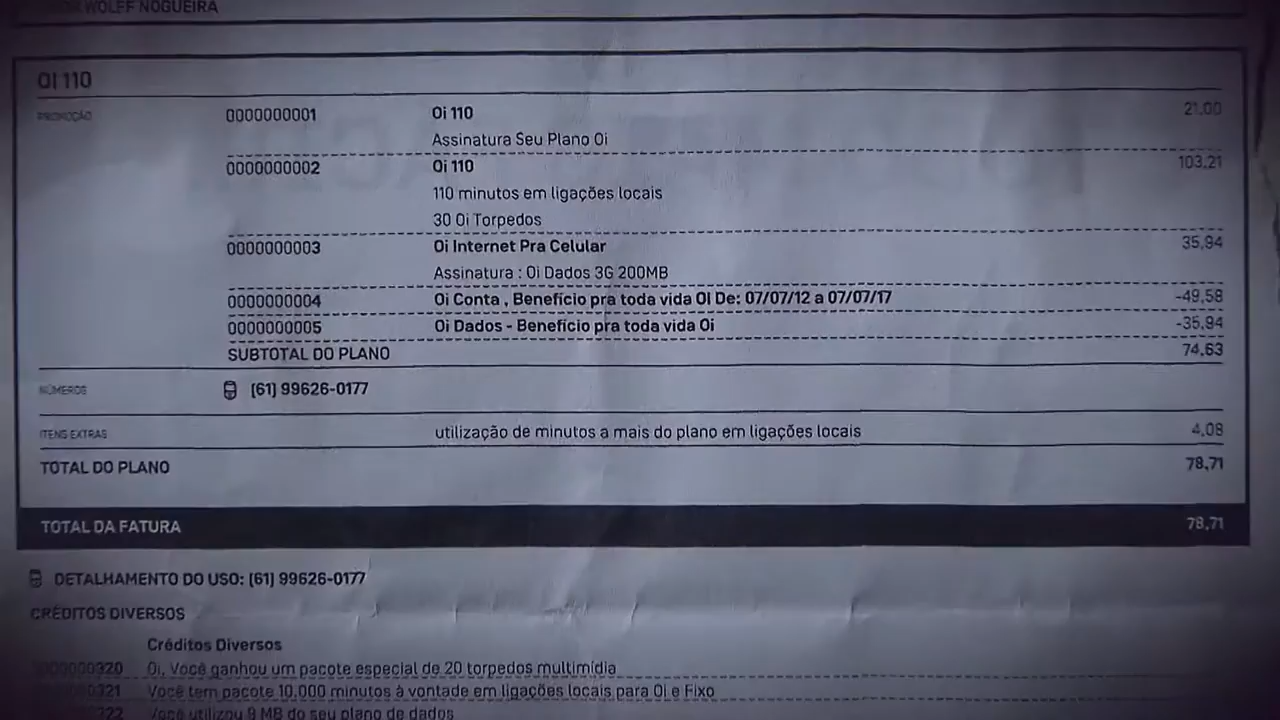 WOLFF NOGUEIRA
OI 110
PROMOÇÃO 0000000001 Oi 110 21,00
Assinatura Seu Plano Oi
0000000002 Oi 110 103,21
110 minutos em ligações locais
30 Oi Torpedos
0000000003 Oi Internet Pra Celular 35,94
Assinatura : Oi Dados 3G 200MB
0000000004 Oi Conta , Benefício pra toda vida OI De: 07/07/12 a 07/07/17 -49,58
0000000005 Oi Dados - Benefício pra toda vida Oi -35,94
SUBTOTAL DO PLANO 74,63
NÚMEROS (61) 99626-0177
ITENS EXTRAS utilização de minutos a mais do plano em ligações locais 4,08
TOTAL DO PLANO 78,71
TOTAL DA FATURA 78,71
DETALHAMENTO DO USO: (61) 99626-0177
CRÉDITOS DIVERSOS
Créditos Diversos
0000000320 Oi, Você ganhou um pacote especial de 20 torpedos multimídia
Você tem pacote 10.000 minutos à vontade em ligações locais para Oi e Fixo
Você utilizou 9 MB do seu plano de dados